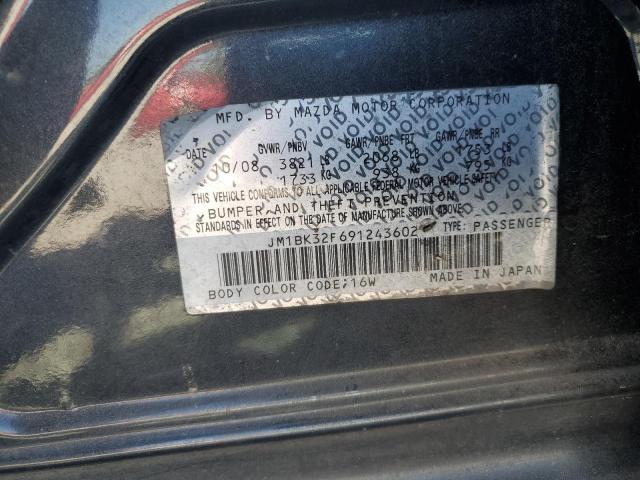 MFD. BY MAZDA MOTOR CORPORATION
DATE GVWR/PNBV GAWR/PNBE FRT GAWR/PNBE RR
10/08 3821 LB 2068 LB 1753 LB
1733 KG 938 KG 795 KG
THIS VEHICLE CONFORMS TO ALL APPLICABLE FEDERAL MOTOR VEHICLE SAFETY,
BUMPER AND THEFT PREVENTION
STANDARDS IN EFFECT ON THE DATE OF MANUFACTURE SHOWN ABOVE.
JM1BK32F691243602 TYPE: PASSENGER
BODY COLOR CODE;16W MADE IN JAPAN